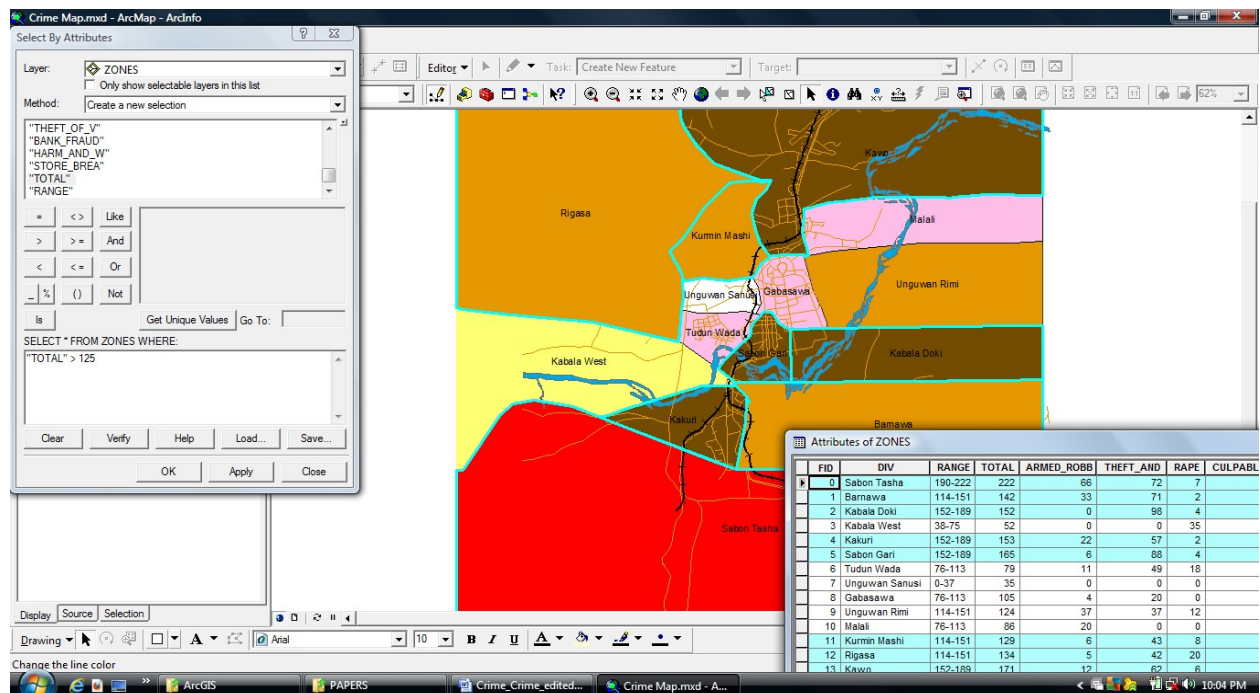 Crime Map.mxd - ArcMap - ArcInfo
Select By Attributes
Layer: ZONES
Only show selectable layers in this list
Method: Create a new selection
"THEFT_OF_V"
"BANK_FRAUD"
"HARM_AND_W"
"STORE_BREA"
"TOTAL"
"RANGE"
= <> Like
> > = And
< < = Or
_ % () Not
Is Get Unique Values Go To:
SELECT * FROM ZONES WHERE:
"TOTAL" > 125
Clear Verify Help Load... Save...
OK Apply Close
Editor Task: Create New Feature Target:
62%
Kawo
Rigasa
Malali
Kurmin Mashi
Unguwan Rimi
Unguwan Sanusi
Gabasawa
Tudun Wada
Sabon Gari
Kabala Doki
Kabala West
Kakuri
Barnawa
Sabon Tasha
Attributes of ZONES
FID DIV RANGE TOTAL ARMED_ROBB THEFT_AND RAPE CULPABL
0 Sabon Tasha 190-222 222 66 72 7
1 Barnawa 114-151 142 33 71 2
2 Kabala Doki 152-189 152 0 98 4
3 Kabala West 38-75 52 0 0 35
4 Kakuri 152-189 153 22 57 2
5 Sabon Gari 152-189 165 6 88 4
6 Tudun Wada 76-113 79 11 49 18
7 Unguwan Sanusi 0-37 35 0 0 0
8 Gabasawa 76-113 105 4 20 0
9 Unguwan Rimi 114-151 124 37 37 12
10 Malali 76-113 86 20 0 0
11 Kurmin Mashi 114-151 129 6 43 8
12 Rigasa 114-151 134 5 42 20
13 Kawo 152-189 171 12 62 6
Display Source Selection
Drawing Arial 10 B I U A
Change the line color
ArcGIS PAPERS Crime_Crime_edited... Crime Map.mxd - A... 10:04 PM